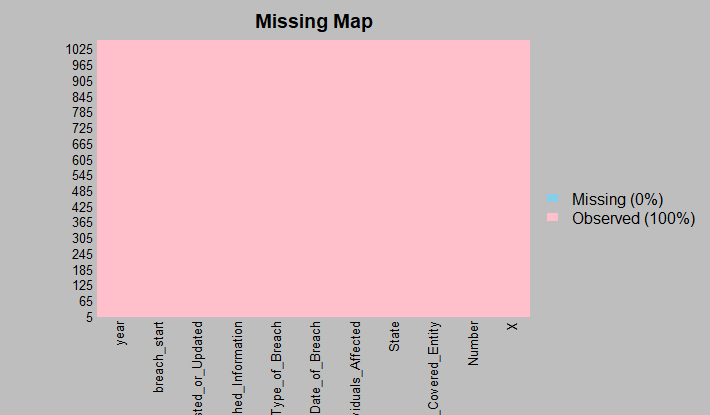 Missing Map
1025
965
905
845
785
725
665
605
545
485
425
365
305
245
185
125
65
5
Missing (0%)
Observed (100%)
year
breach_start
sted_or_Updated
hed_Information
Type_of_Breach
Date_of_Breach
viduals_Affected
State
_Covered_Entity
Number
X